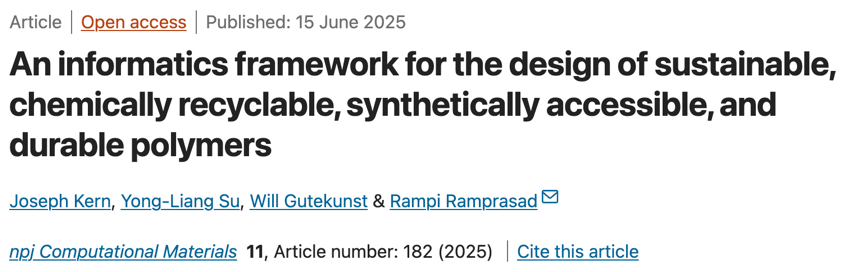 Article | Open access | Published: 15 June 2025
An informatics framework for the design of sustainable,
chemically recyclable, synthetically accessible, and
durable polymers
Joseph Kern, Yong-Liang Su, Will Gutekunst & Rampi Ramprasad
npj Computational Materials 11, Article number: 182 (2025) | Cite this article